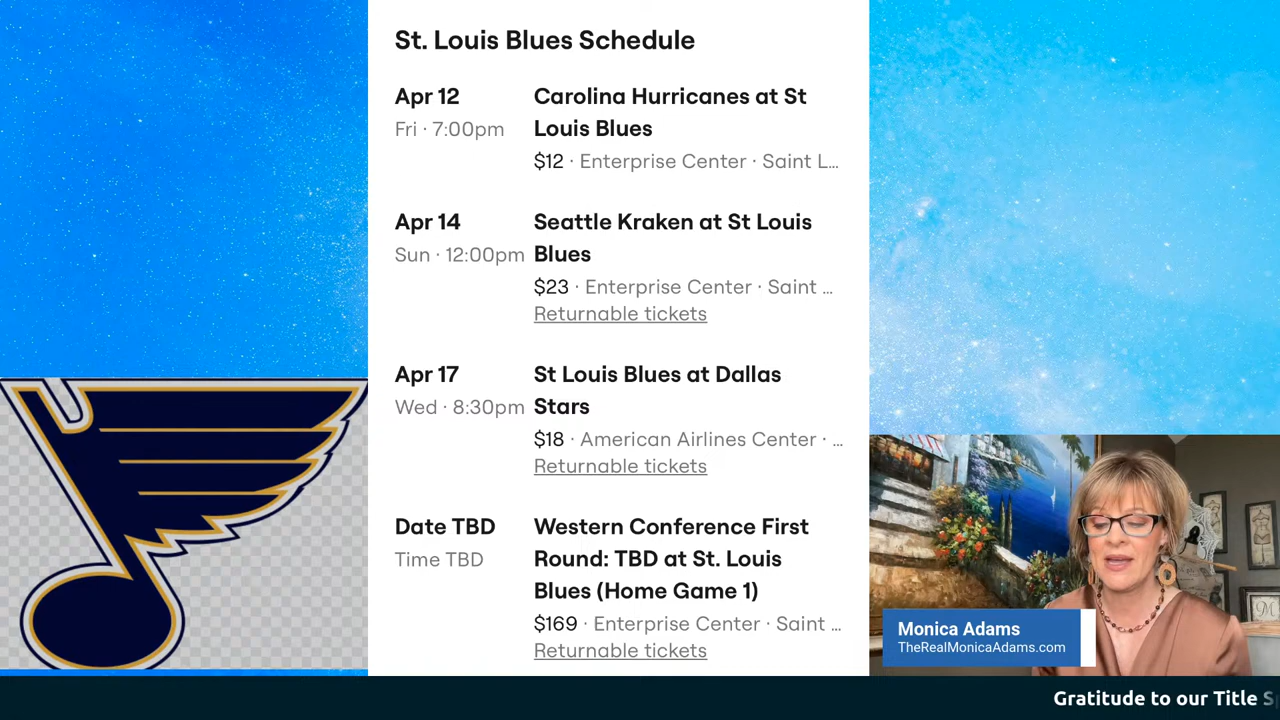 St. Louis Blues Schedule
Apr 12
Fri · 7:00pm
Carolina Hurricanes at St
Louis Blues
$12 · Enterprise Center · Saint L...
Apr 14
Sun · 12:00pm
Seattle Kraken at St Louis
Blues
$23 · Enterprise Center · Saint ...
Returnable tickets
Apr 17
Wed · 8:30pm
St Louis Blues at Dallas
Stars
$18 · American Airlines Center · ...
Returnable tickets
Date TBD
Time TBD
Western Conference First
Round: TBD at St. Louis
Blues (Home Game 1)
$169 · Enterprise Center · Saint ...
Returnable tickets
Monica Adams
TheRealMonicaAdams.com
Gratitude to our Title